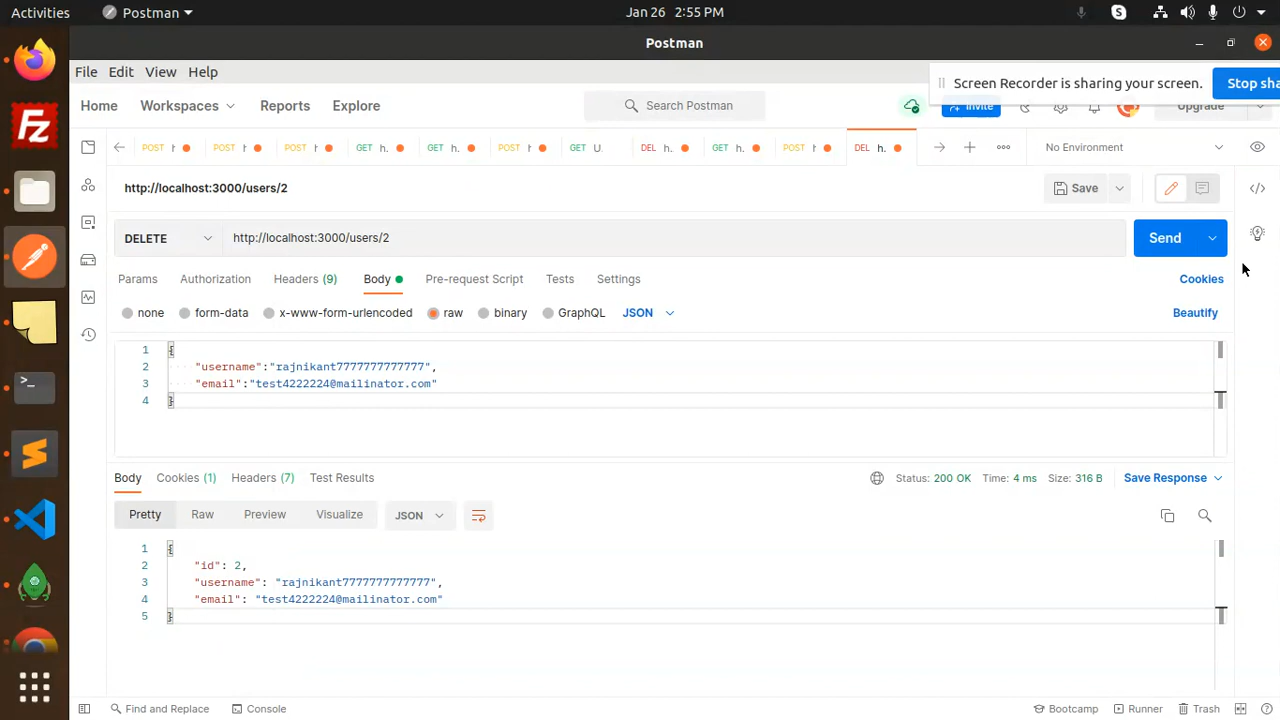 Activities Postman Jan 26 2:55 PM
Postman
File Edit View Help
Screen Recorder is sharing your screen. Stop sha
Home Workspaces Reports Explore Search Postman Invite Upgrade
POST POST POST GET h. GET h. POST GET U. DEL h. GET h. POST DEL h. No Environment
http://localhost:3000/users/2 Save
DELETE http://localhost:3000/users/2 Send
Params Authorization Headers (9) Body Pre-request Script Tests Settings Cookies
none form-data x-www-form-urlencoded raw binary GraphQL JSON Beautify
1 {
2 "username":"rajnikant7777777777777",
3 "email":"test4222224@mailinator.com"
4 }
Body Cookies (1) Headers (7) Test Results Status: 200 OK Time: 4 ms Size: 316 B Save Response
Pretty Raw Preview Visualize JSON
1 {
2 "id": 2,
3 "username": "rajnikant7777777777777",
4 "email": "test4222224@mailinator.com"
5 }
Find and Replace Console Bootcamp Runner Trash